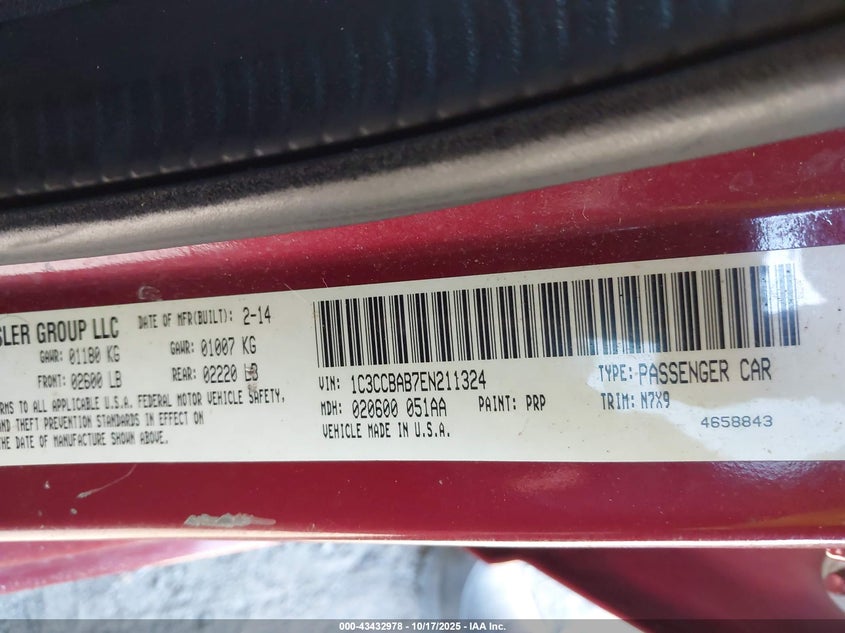 SLER GROUP LLC
DATE OF MFR(BUILT): 2-14
GAWR: 01180 KG
GAWR: 01007 KG
FRONT: 02600 LB
REAR: 02220 LB
RMS TO ALL APPLICABLE U.S.A. FEDERAL MOTOR VEHICLE SAFETY,
AND THEFT PREVENTION STANDARDS IN EFFECT ON
THE DATE OF MANUFACTURE SHOWN ABOVE.
VIN: 1C3CCBAB7EN211324
TYPE: PASSENGER CAR
MDH: 020600 051AA
PAINT: PRP
TRIM: N7X9
VEHICLE MADE IN U.S.A.
4658843
000-43432978 - 10/17/2025 - IAA Inc.